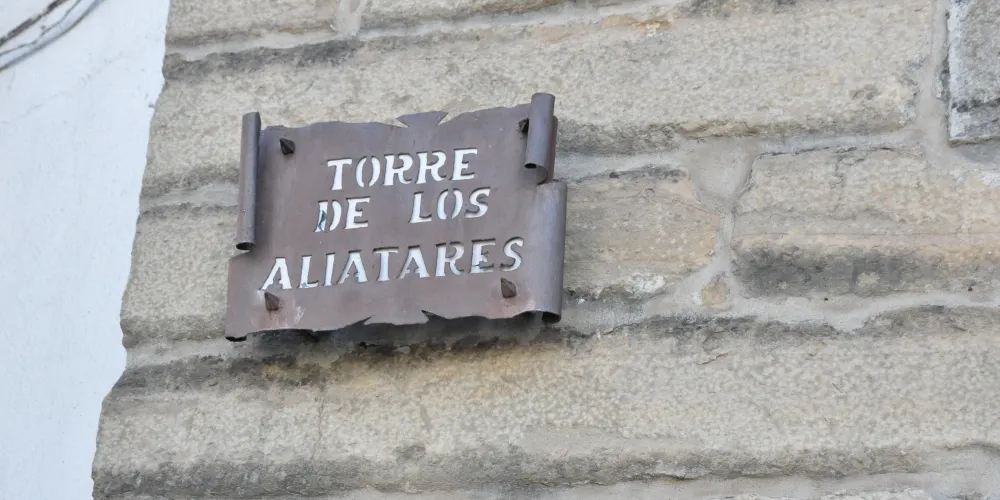 TORRE
DE LOS
ALIATARES